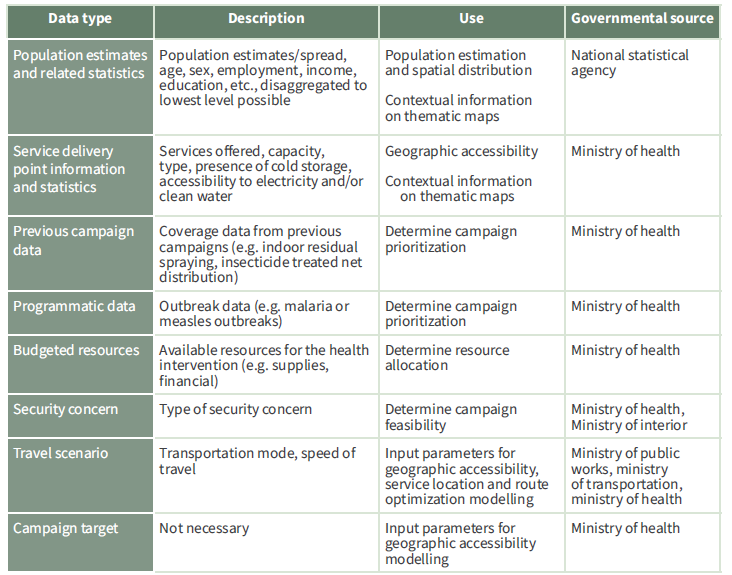 Data type
Description
Use
Governmental source
Population estimates
and related statistics
Population estimates/spread,
age, sex, employment, income,
education, etc., disaggregated to
lowest level possible
Population estimation
and spatial distribution
Contextual information
on thematic maps
National statistical
agency
Service delivery
point information
and statistics
Services offered, capacity,
type, presence of cold storage,
accessibility to electricity and/or
clean water
Geographic accessibility
Contextual information
on thematic maps
Ministry of health
Previous campaign
data
Coverage data from previous
campaigns (e.g. indoor residual
spraying, insecticide treated net
distribution)
Determine campaign
prioritization
Ministry of health
Programmatic data
Outbreak data (e.g. malaria or
measles outbreaks)
Determine campaign
prioritization
Ministry of health
Budgeted resources
Available resources for the health
intervention (e.g. supplies,
financial)
Determine resource
allocation
Ministry of health
Security concern
Type of security concern
Determine campaign
feasibility
Ministry of health,
Ministry of interior
Travel scenario
Transportation mode, speed of
travel
Input parameters for
geographic accessibility,
service location and route
optimization modelling
Ministry of public
works, ministry
of transportation,
ministry of health
Campaign target
Not necessary
Input parameters for
geographic accessibility
modelling
Ministry of health